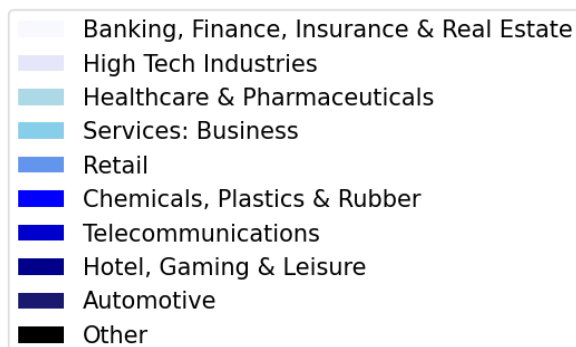 Banking, Finance, Insurance & Real Estate
High Tech Industries
Healthcare & Pharmaceuticals
Services: Business
Retail
Chemicals, Plastics & Rubber
Telecommunications
Hotel, Gaming & Leisure
Automotive
Other